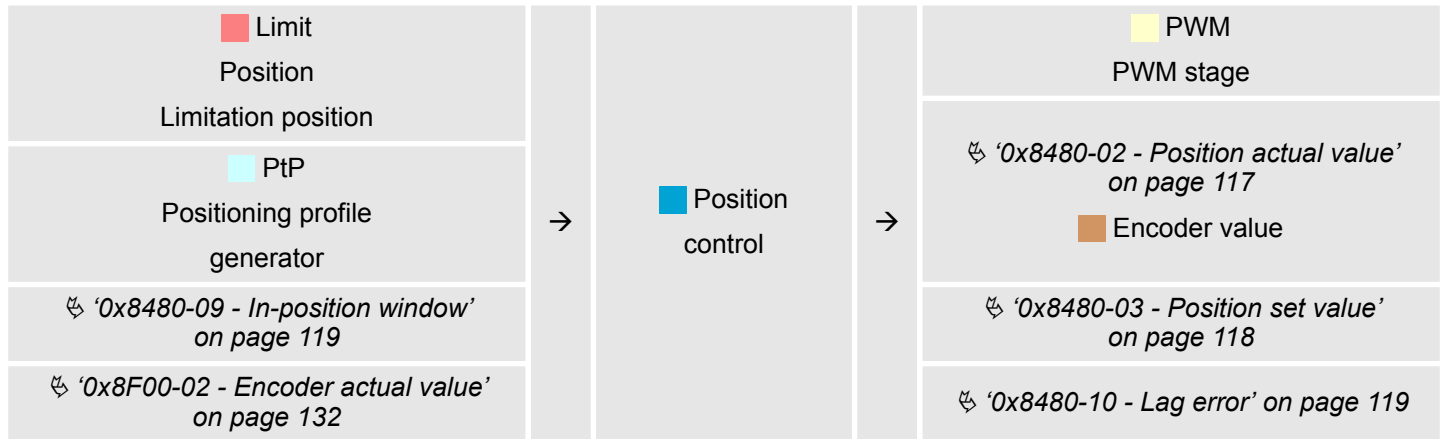 Limit
Position
Limitation position
PtP
Positioning profile
generator
‘0x8480-09 - In-position window’
on page 119
‘0x8F00-02 - Encoder actual value’
on page 132
→
Position
control
→
PWM
PWM stage
‘0x8480-02 - Position actual value’
on page 117
Encoder value
‘0x8480-03 - Position set value’
on page 118
‘0x8480-10 - Lag error’ on page 119